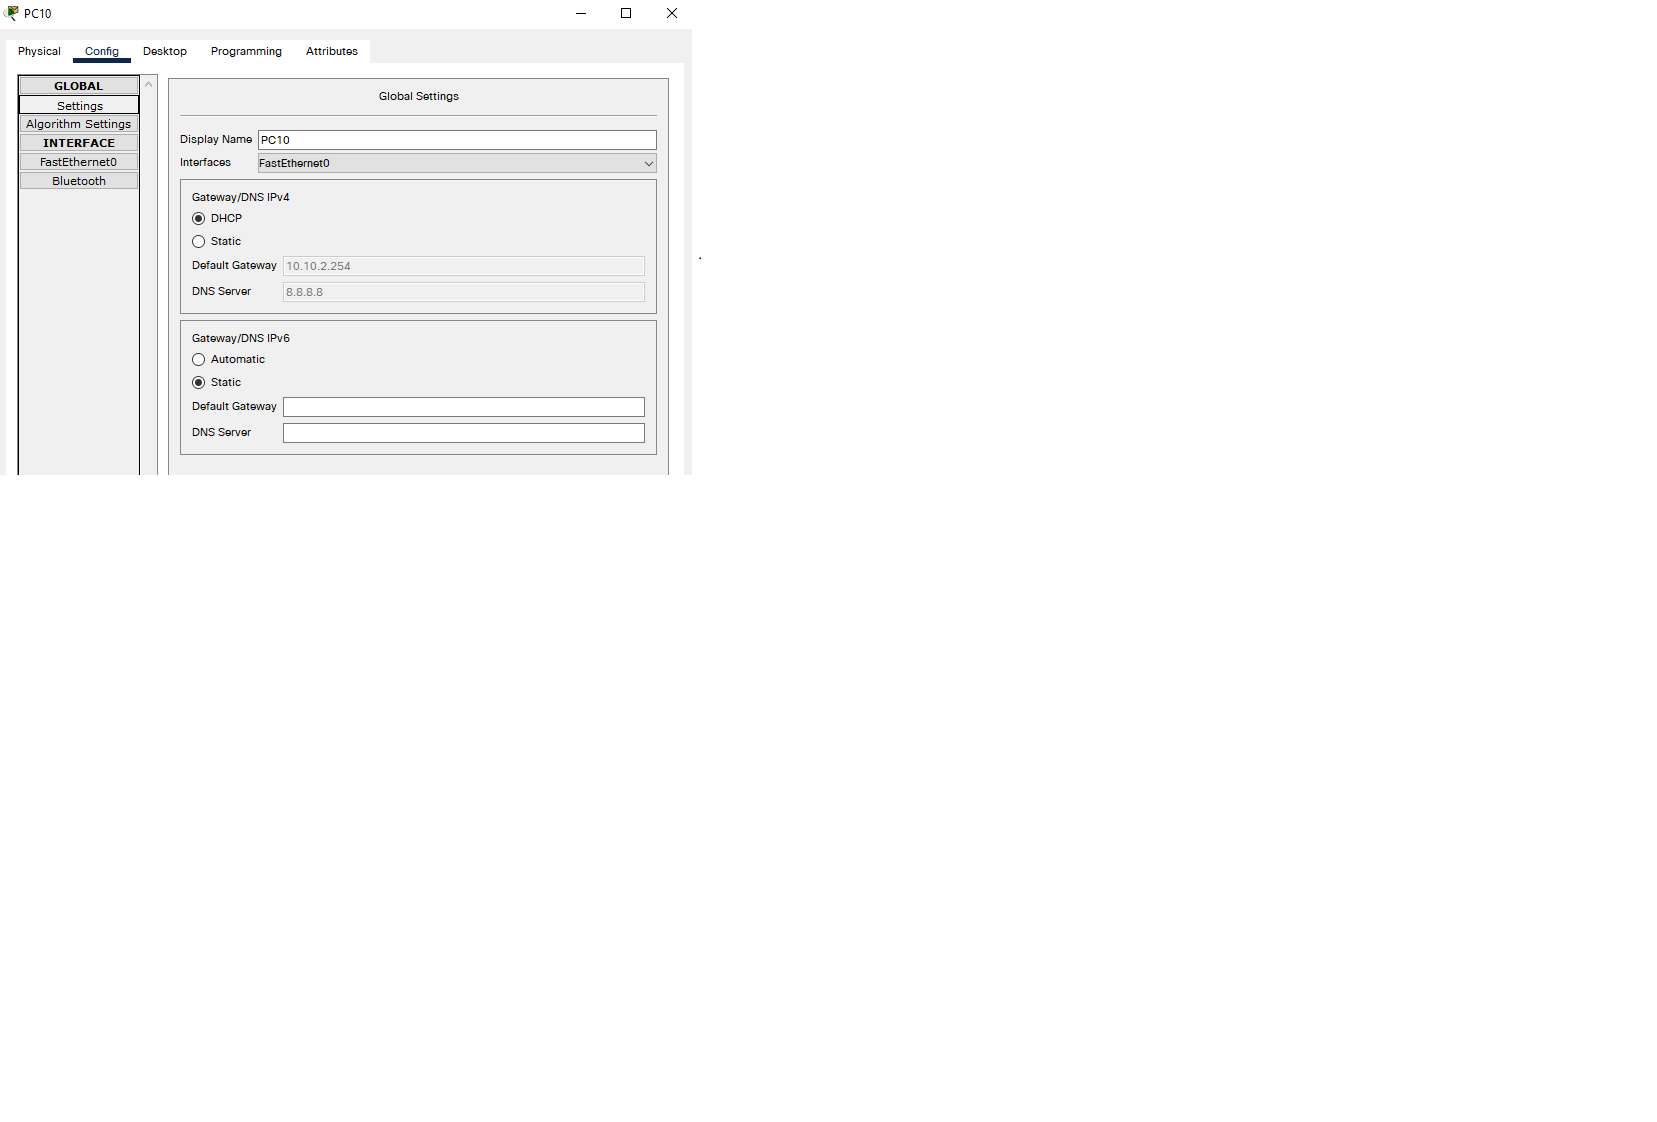 PC10
Physical Config Desktop Programming Attributes
GLOBAL
Settings
Algorithm Settings
INTERFACE
FastEthernet0
Bluetooth
Global Settings
Display Name PC10
Interfaces FastEthernet0
Gateway/DNS IPv4
DHCP
Static
Default Gateway 10.10.2.254
DNS Server 8.8.8.8
Gateway/DNS IPv6
Automatic
Static
Default Gateway
DNS Server
.